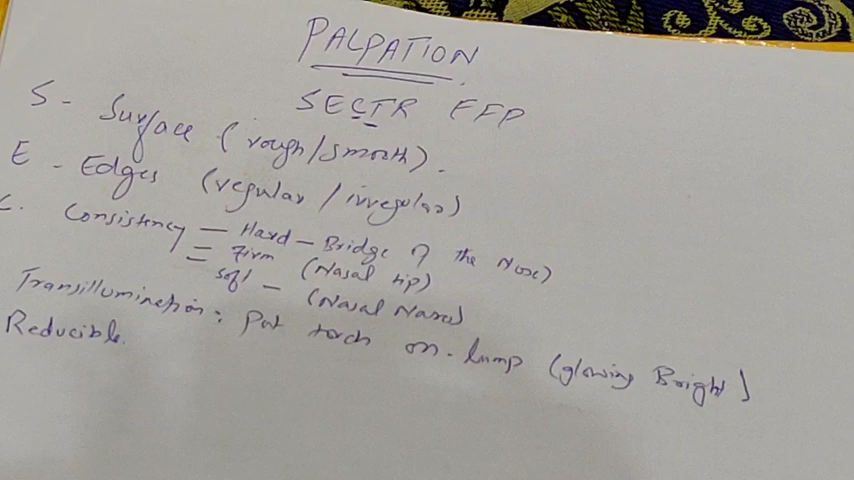 PALPATION
SECTR FFP
S - Surface (rough/smooth).
E - Edges (regular / irregular)
C. Consistency — Hard - Bridge of the Nose)
= Firm (Nasal tip)
soft - (Nasal Nares)
Transillumination: Put torch on lump (glowing Bright)
Reducible.